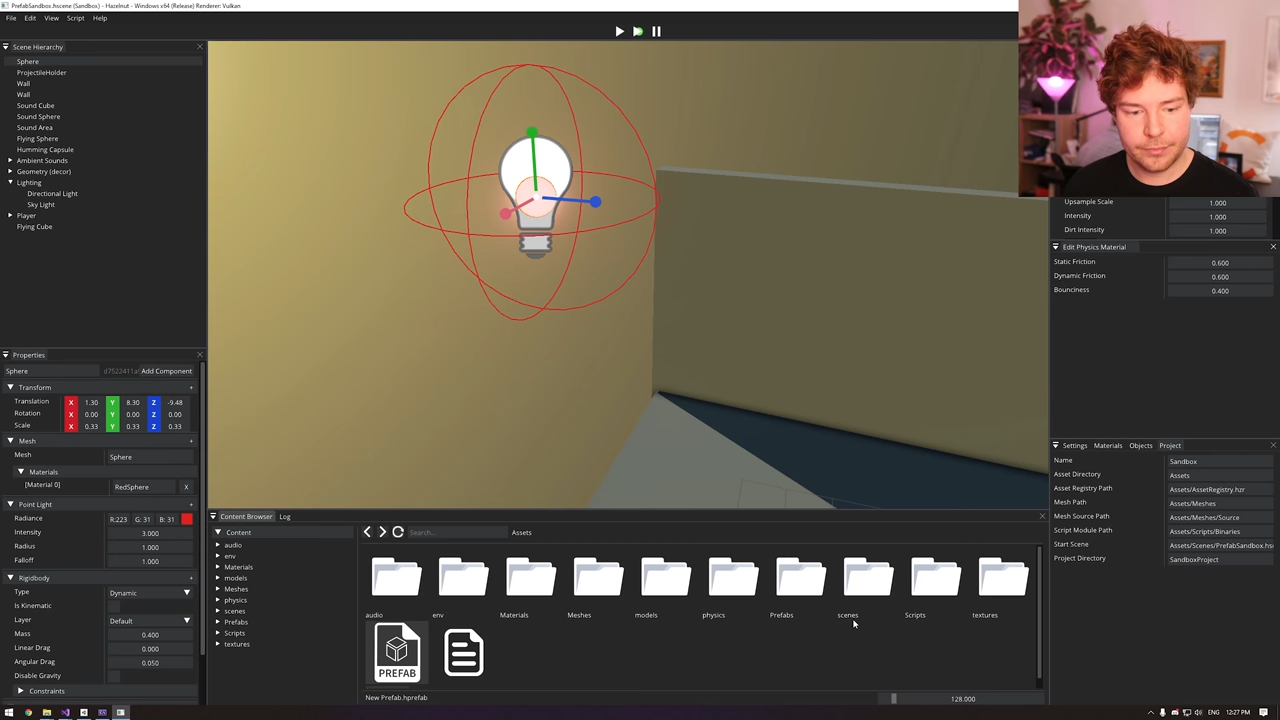 PrefabSandbox.hscene (Sandbox) - Hazelnut - Windows x64 (Release) Renderer: Vulkan
File Edit View Script Help
Scene Hierarchy
Sphere
ProjectileHolder
Wall
Wall
Sound Cube
Sound Sphere
Sound Area
Flying Sphere
Humming Capsule
Ambient Sounds
Geometry (decor)
Lighting
Directional Light
Sky Light
Player
Flying Cube
Properties
Sphere Add Component
Transform +
Translation X 1.30 Y 8.30 Z -9.48
Rotation X 0.00 Y 0.00 Z 0.00
Scale X 0.33 Y 0.33 Z 0.33
Mesh +
Mesh Sphere
Materials
[Material 0] RedSphere X
Point Light +
Radiance R:223 G: 31 B: 31
Intensity 3.000
Radius 1.000
Falloff 1.000
Rigidbody +
Type Dynamic
Is Kinematic
Layer Default
Mass 0.400
Linear Drag 0.000
Angular Drag 0.050
Disable Gravity
Constraints
Content Browser Log
Content
audio
env
Materials
models
Meshes
physics
scenes
Prefabs
Scripts
textures
Search... Assets
audio env Materials Meshes models physics Prefabs scenes Scripts textures
PREFAB
New Prefab.hprefab 128.000
Upsample Scale 1.000
Intensity 1.000
Dirt Intensity 1.000
Edit Physics Material
Static Friction 0.600
Dynamic Friction 0.600
Bounciness 0.400
Settings Materials Objects Project
Name Sandbox
Asset Directory Assets
Asset Registry Path Assets/AssetRegistry.hzr
Mesh Path Assets/Meshes
Mesh Source Path Assets/Meshes/Source
Script Module Path Assets/Scripts/Binaries
Start Scene Assets/Scenes/PrefabSandbox.hs
Project Directory SandboxProject
ENG 12:27 PM